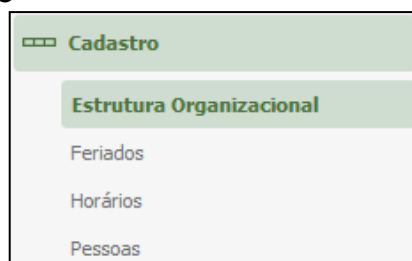 Cadastro
Estrutura Organizacional
Feriados
Horários
Pessoas